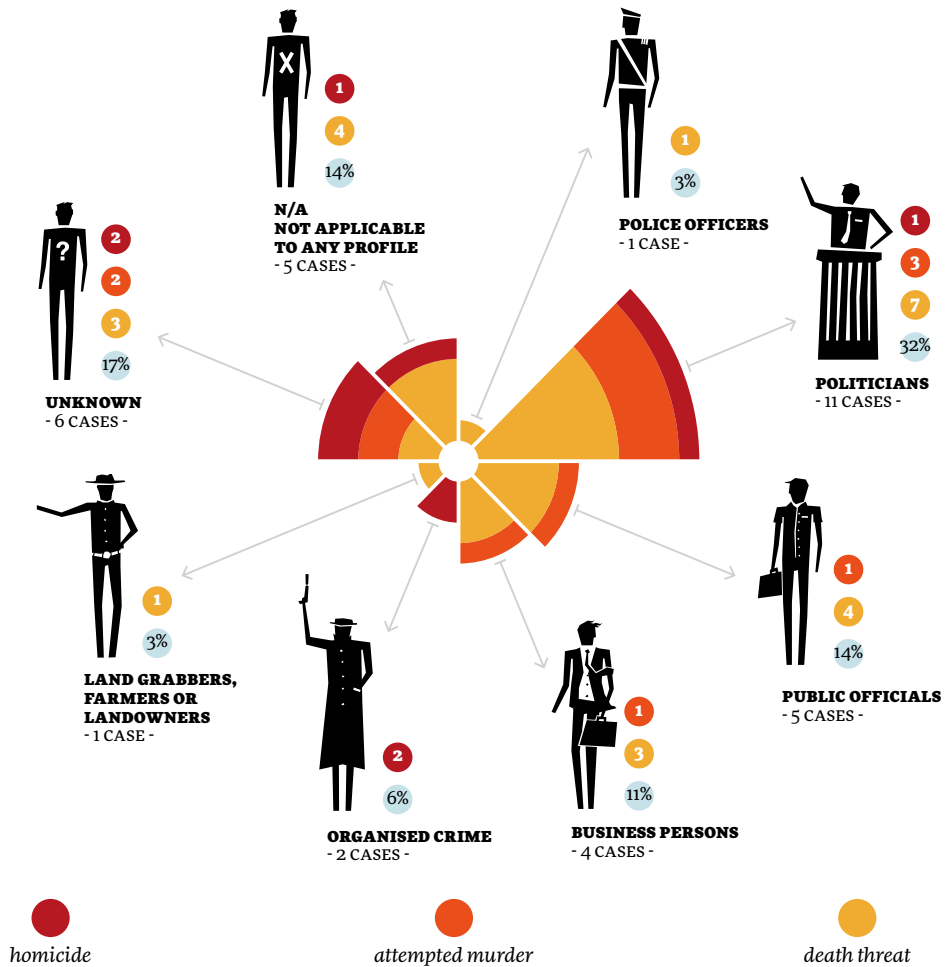 X
1
4
14%
N/A
NOT APPLICABLE
TO ANY PROFILE
- 5 CASES -
1
3%
POLICE OFFICERS
- 1 CASE -
1
3
7
32%
POLITICIANS
- 11 CASES -
?
2
2
3
17%
UNKNOWN
- 6 CASES -
1
3%
LAND GRABBERS,
FARMERS OR
LANDOWNERS
- 1 CASE -
2
6%
ORGANISED CRIME
- 2 CASES -
1
3
11%
BUSINESS PERSONS
- 4 CASES -
1
4
14%
PUBLIC OFFICIALS
- 5 CASES -
homicide
attempted murder
death threat